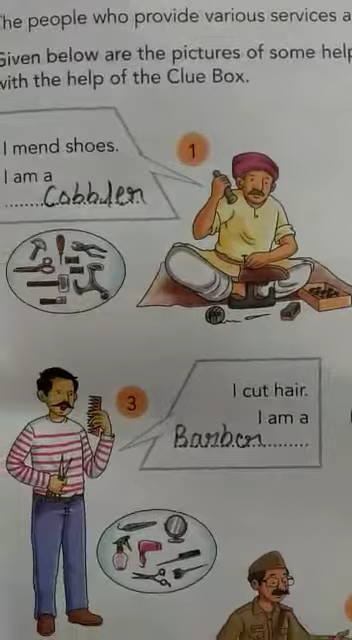 The people who provide various services a
Given below are the pictures of some help
with the help of the Clue Box.
I mend shoes.
I am a
........Cobbler
1
3
I cut hair.
I am a
Barber..........